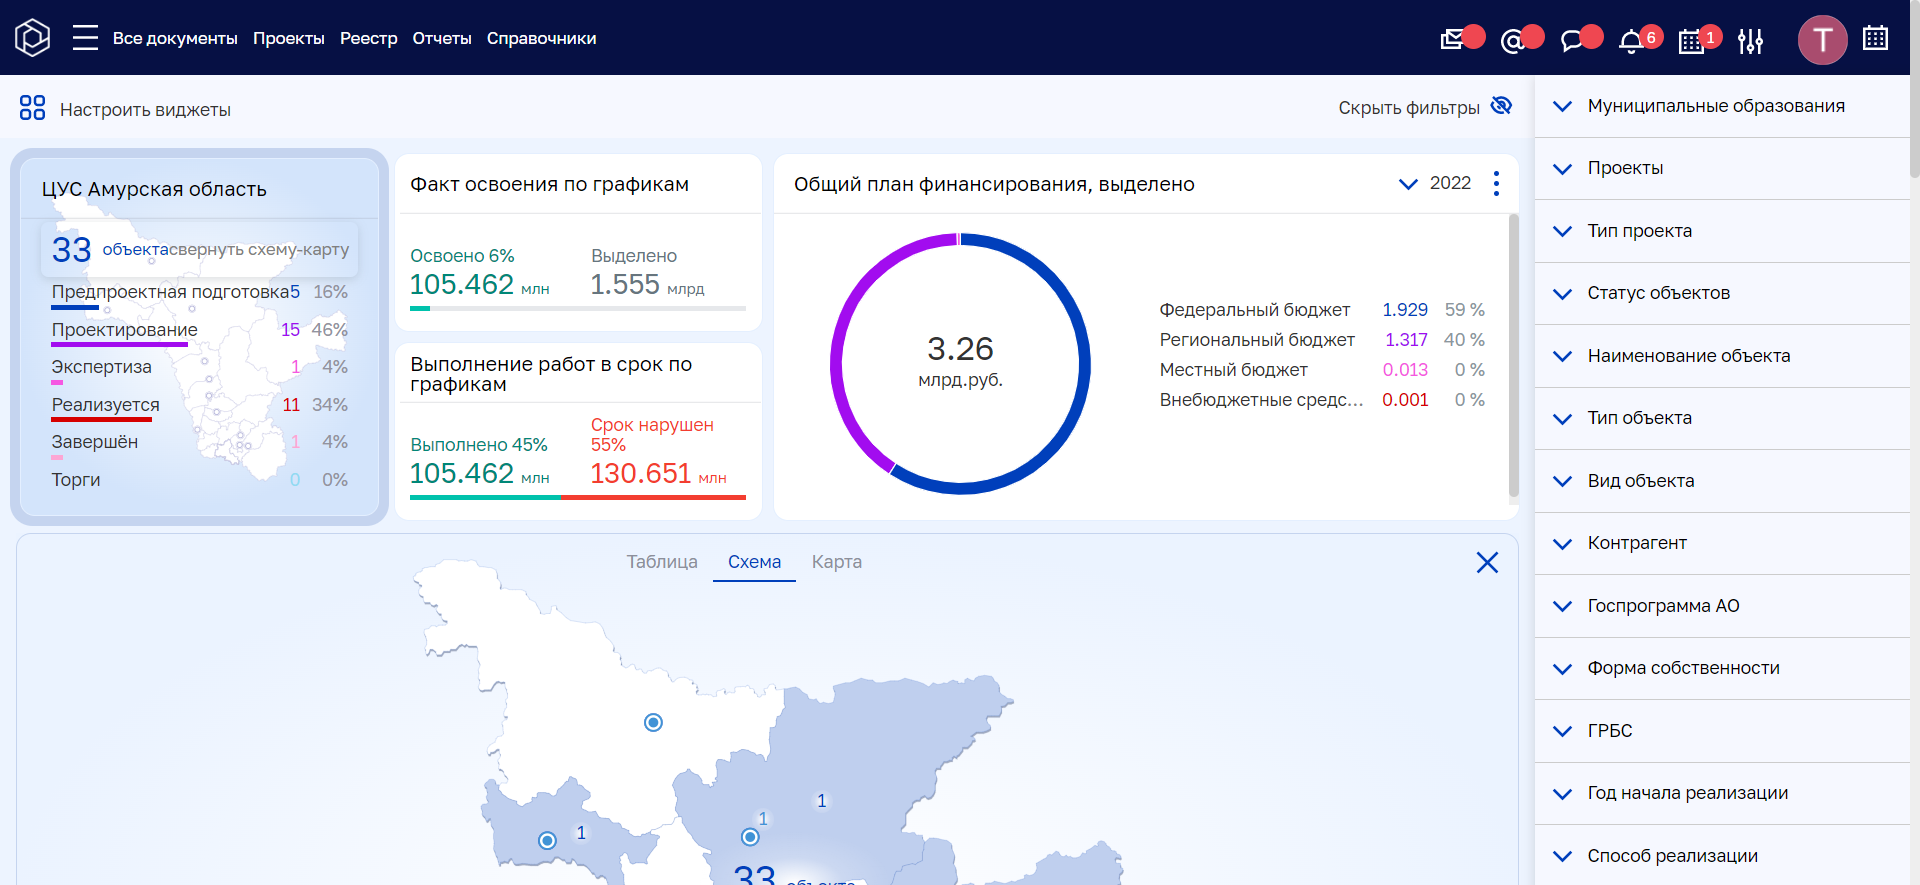 Все документы Проекты Реестр Отчеты Справочники
6
1
T
Настроить виджеты
Скрыть фильтры
ЦУС Амурская область
33 объекта свернуть схему-карту
Предпроектная подготовка 5 16%
Проектирование 15 46%
Экспертиза 1 4%
Реализуется 11 34%
Завершён 1 4%
Торги 0 0%
Факт освоения по графикам
Освоено 6% Выделено
105.462 млн 1.555 млрд
Выполнение работ в срок по
графикам
Срок нарушен
Выполнено 45% 55%
105.462 млн 130.651 млн
Общий план финансирования, выделено
2022
3.26
млрд.руб.
Федеральный бюджет 1.929 59 %
Региональный бюджет 1.317 40 %
Местный бюджет 0.013 0 %
Внебюджетные средс... 0.001 0 %
Таблица Схема Карта
1
1
1
33 объекта
Муниципальные образования
Проекты
Тип проекта
Статус объектов
Наименование объекта
Тип объекта
Вид объекта
Контрагент
Госпрограмма АО
Форма собственности
ГРБС
Год начала реализации
Способ реализации